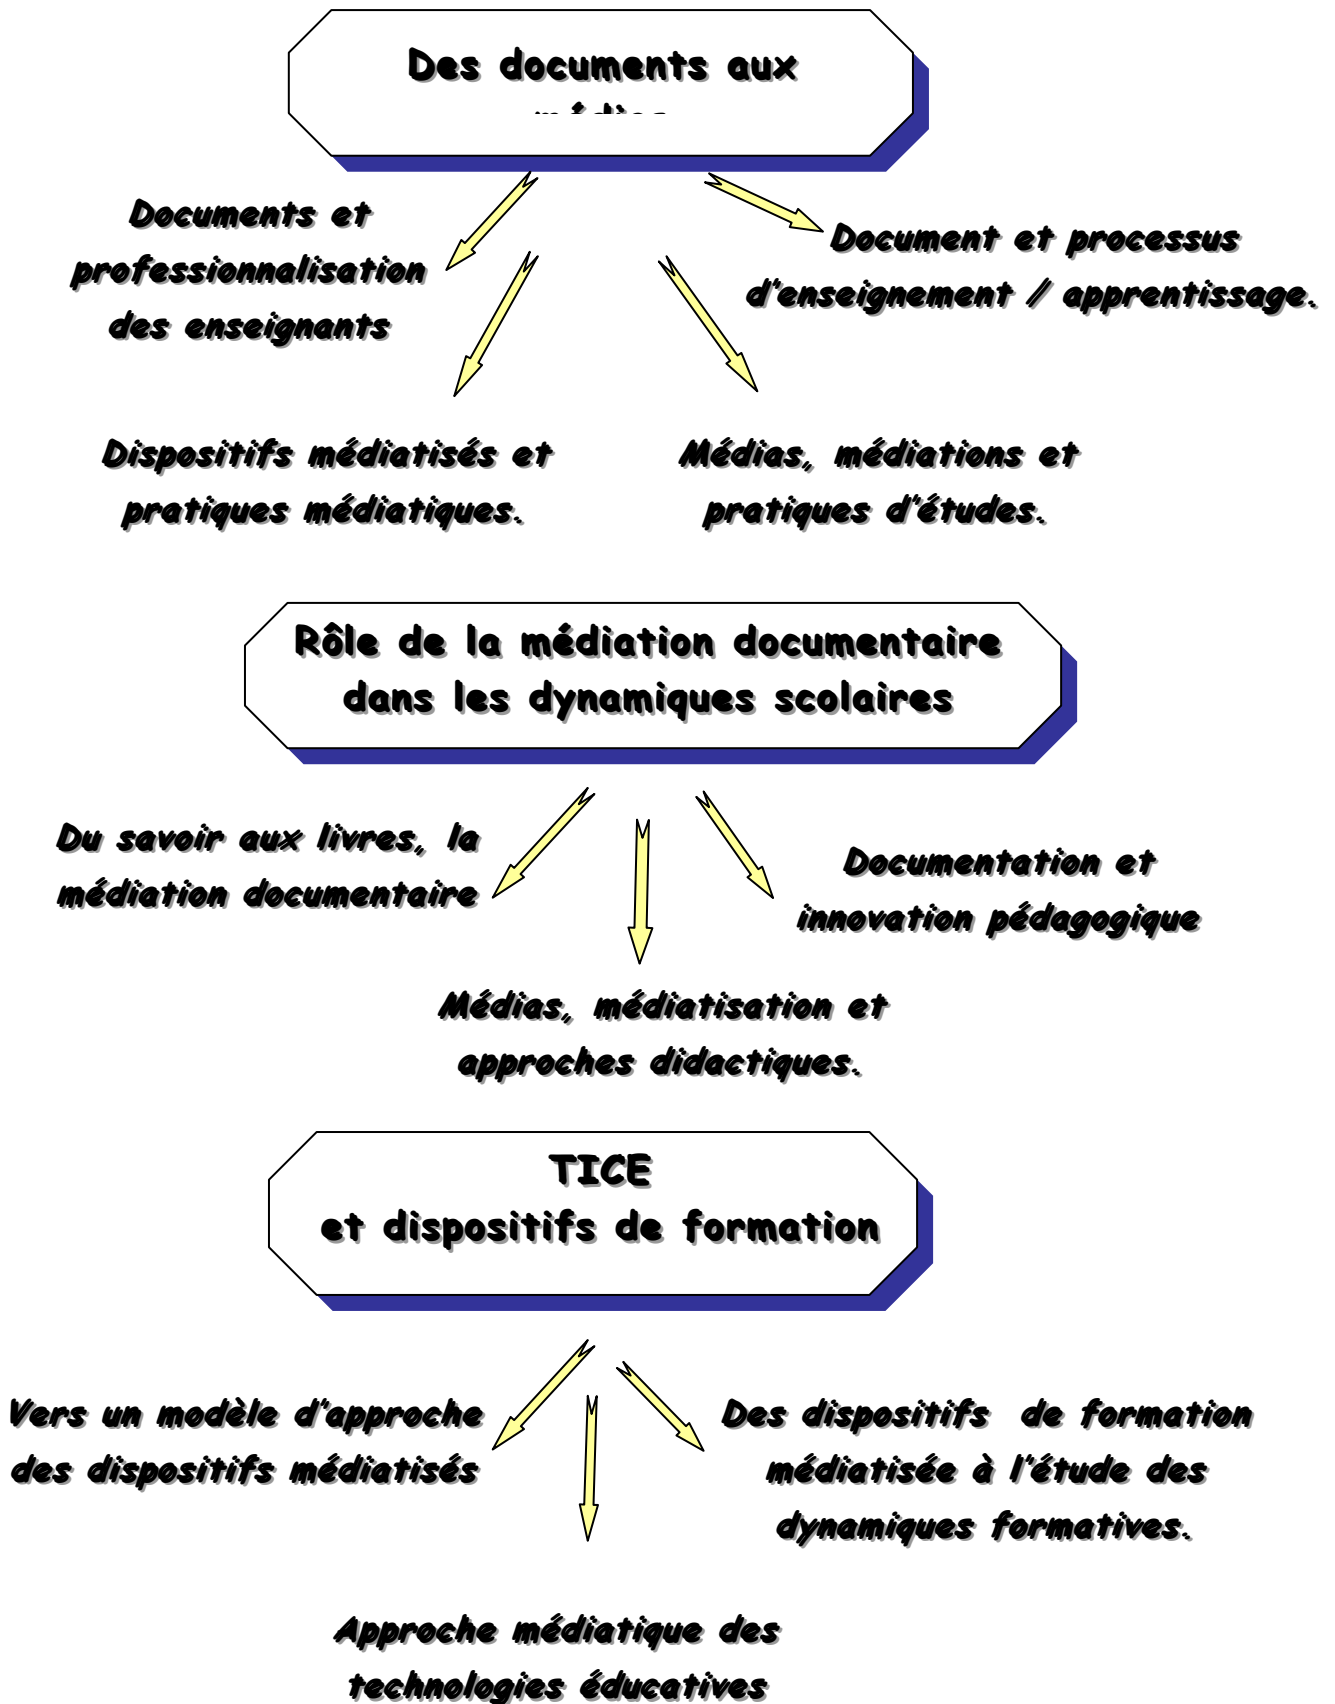 Des documents aux
Documents et
professionnalisation
des enseignants
Document et processus
d'enseignement / apprentissage.
Dispositifs médiatisés et
pratiques médiatiques.
Médias, médiations et
pratiques d'études.
Rôle de la médiation documentaire
dans les dynamiques scolaires
Du savoir aux livres, la
médiation documentaire
Documentation et
innovation pédagogique
Médias, médiatisation et
approches didactiques.
TICE
et dispositifs de formation
Vers un modèle d'approche
des dispositifs médiatisés
Des dispositifs de formation
médiatisée à l'étude des
dynamiques formatives.
Approche médiatique des
technologies éducatives